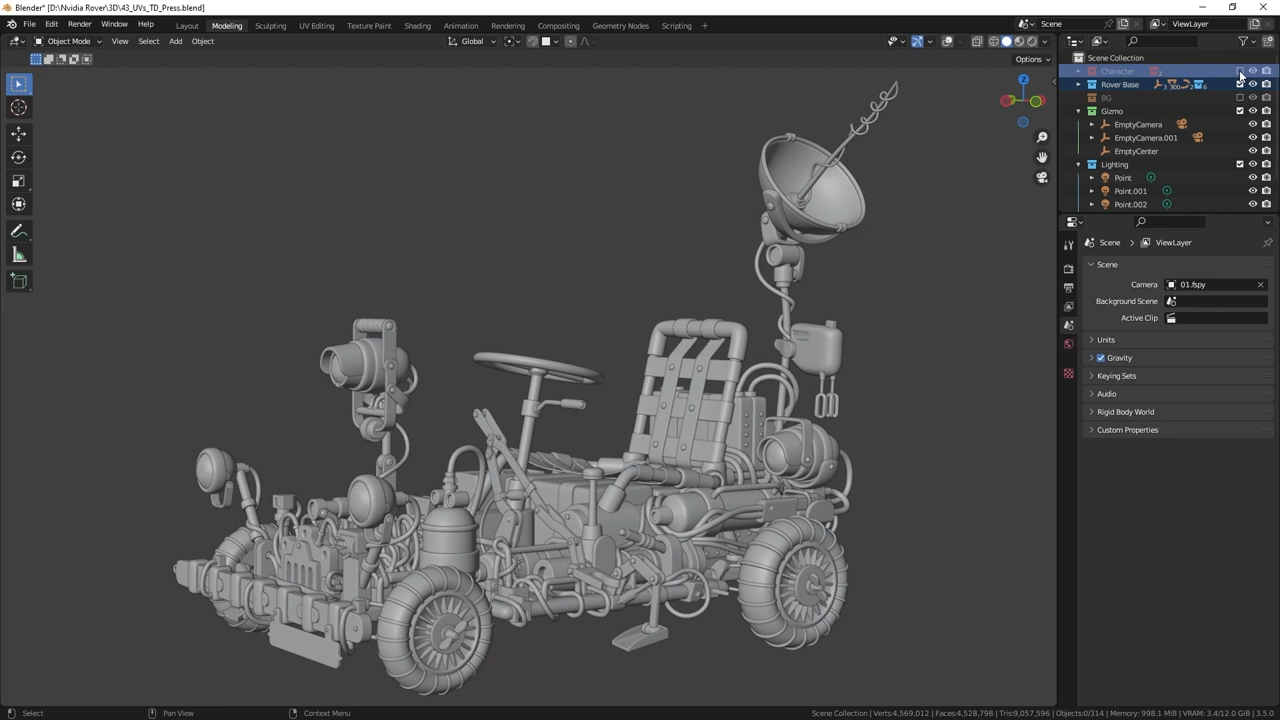 Blender* [D:\Nvidia Rover\3D\43_UVs_TD_Press.blend]
File Edit Render Window Help Layout Modeling Sculpting UV Editing Texture Paint Shading Animation Rendering Compositing Geometry Nodes Scripting Scene ViewLayer
Object Mode View Select Add Object Global
Options
Z
Scene Collection
Character 2
Rover Base 3 300 2 6
BG
Gizmo
EmptyCamera
EmptyCamera.001
EmptyCenter
Lighting
Point
Point.001
Point.002
Scene > ViewLayer
Scene
Camera 01.fspy
Background Scene
Active Clip
Units
Gravity
Keying Sets
Audio
Rigid Body World
Custom Properties
Select Pan View Context Menu Scene Collection | Verts:4,569,012 | Faces:4,528,798 | Tris:9,057,596 | Objects:0/314 | Memory: 998.1 MiB | VRAM: 3.4/12.0 GiB | 3.5.0